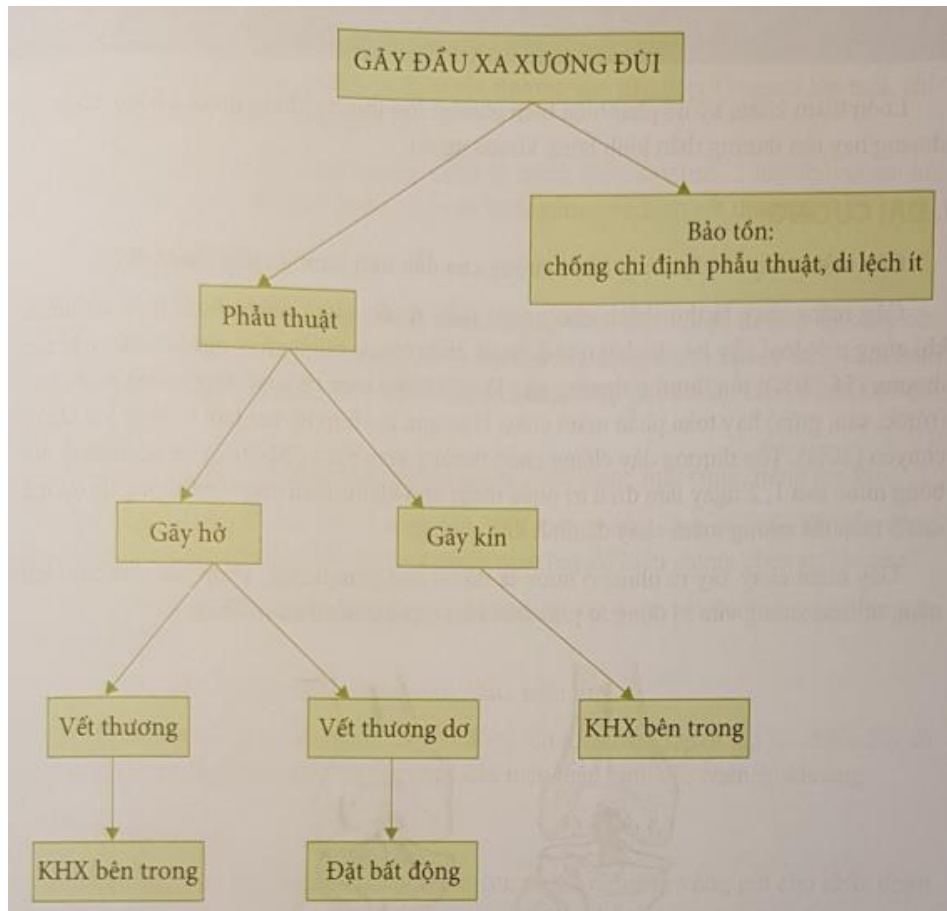 GÃY ĐẦU XA XƯƠNG ĐÙI
Bảo tồn:
chống chỉ định phẫu thuật, di lệch ít
Phẫu thuật
Gãy hở
Gãy kín
Vết thương
Vết thương dơ
KHX bên trong
KHX bên trong
Đặt bất động